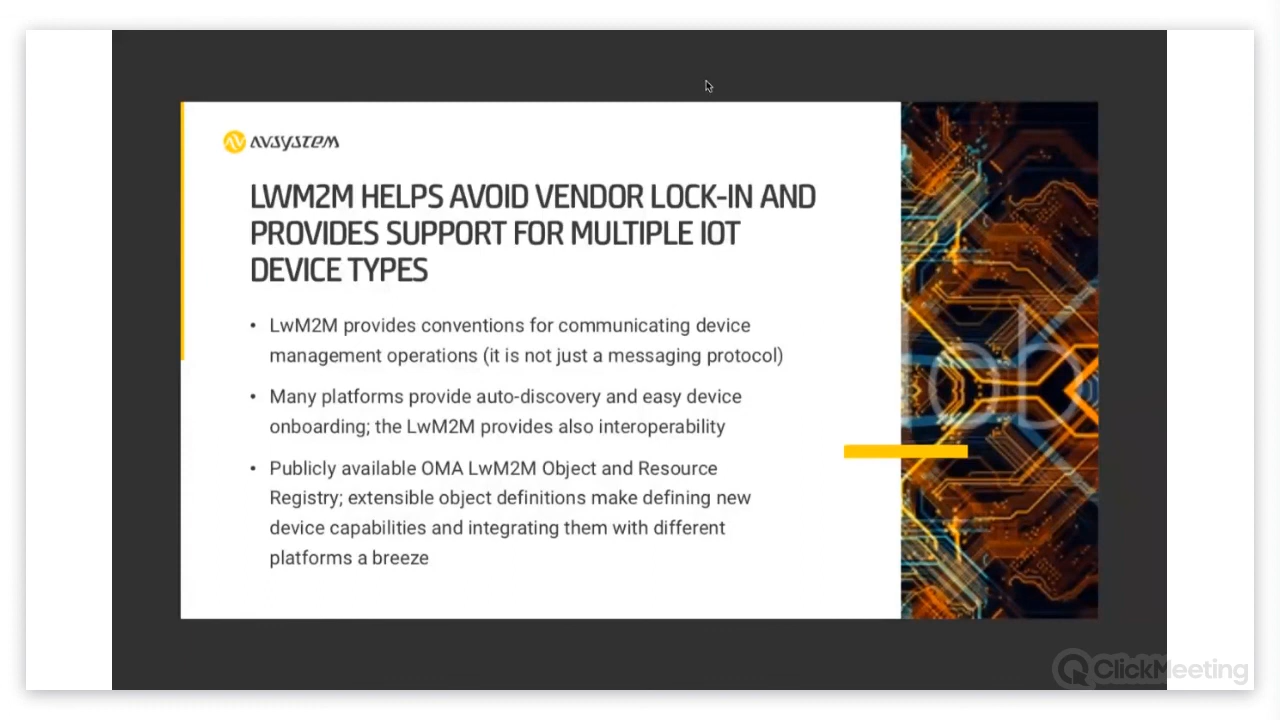 AVSYSTEM
LWM2M HELPS AVOID VENDOR LOCK-IN AND
PROVIDES SUPPORT FOR MULTIPLE IOT
DEVICE TYPES
• LwM2M provides conventions for communicating device
management operations (it is not just a messaging protocol)
• Many platforms provide auto-discovery and easy device
onboarding; the LwM2M provides also interoperability
• Publicly available OMA LwM2M Object and Resource
Registry; extensible object definitions make defining new
device capabilities and integrating them with different
platforms a breeze
ClickMeeting